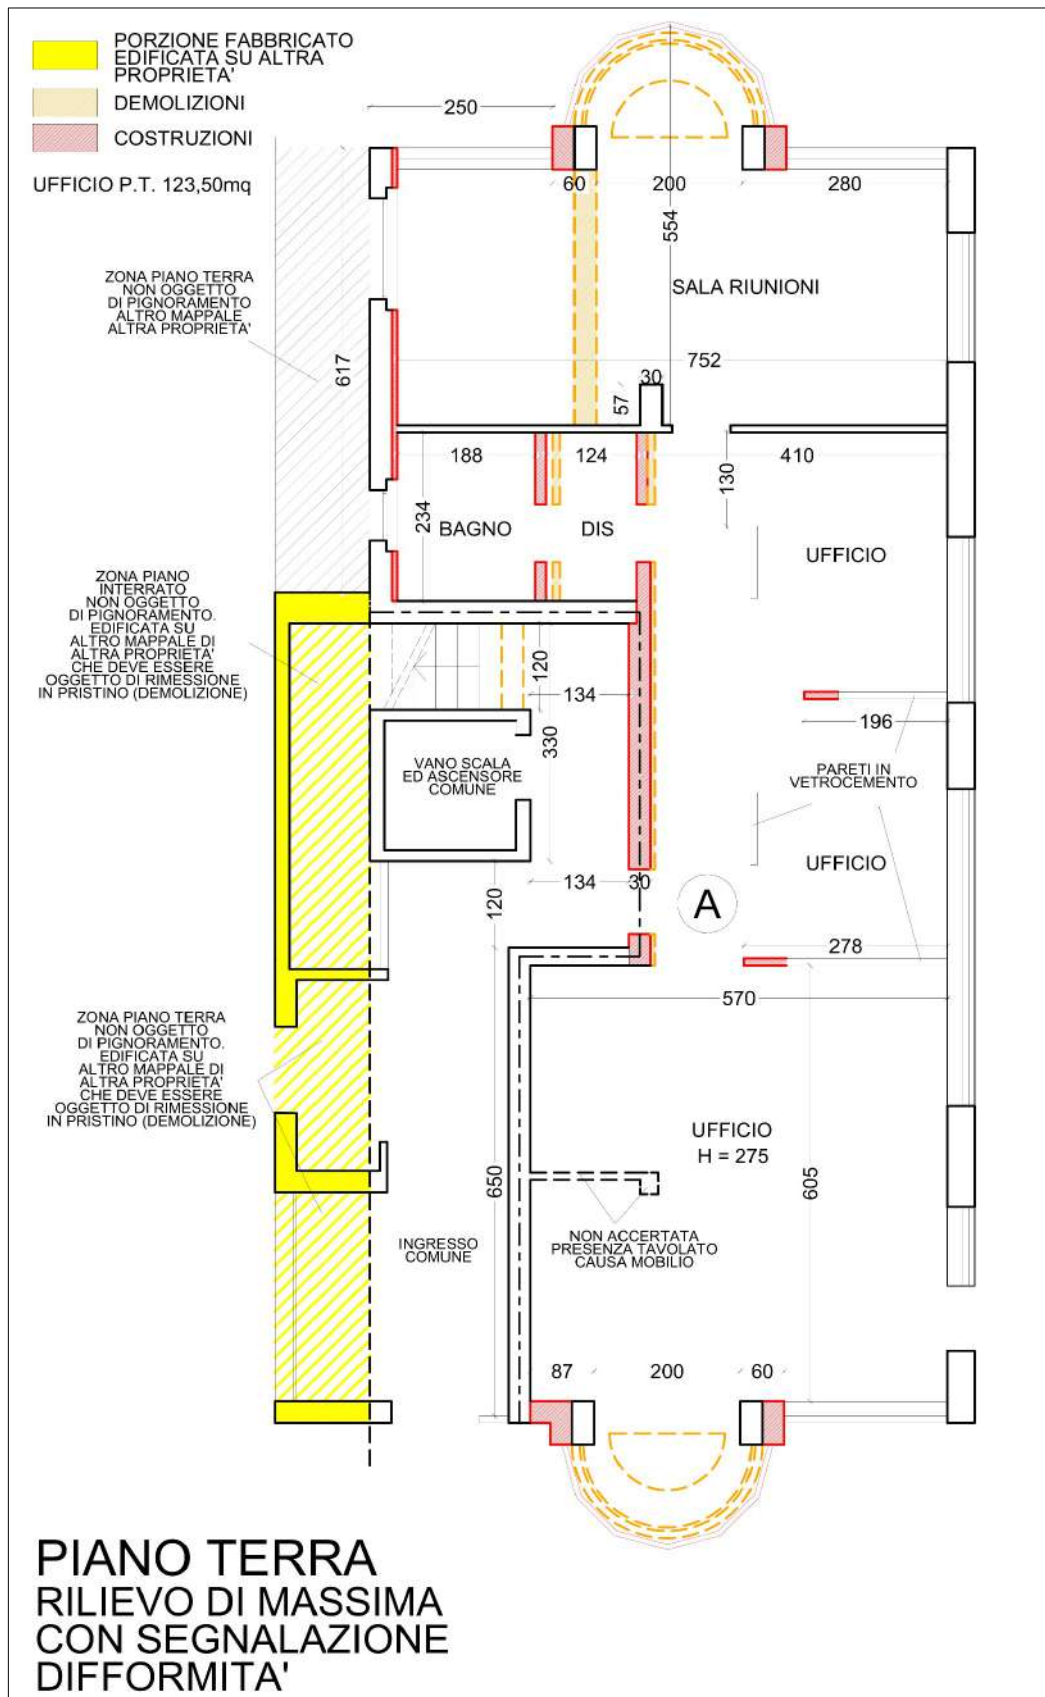 PORZIONE FABBRICATO
EDIFICATA SU ALTRA
PROPRIETA'
DEMOLIZIONI
COSTRUZIONI
UFFICIO P.T. 123,50mq
250
60
200
280
554
ZONA PIANO TERRA
NON OGGETTO
DI PIGNORAMENTO
ALTRO MAPPALE
ALTRA PROPRIETA'
SALA RIUNIONI
617
752
30
57
188
124
410
130
234
BAGNO
DIS
UFFICIO
ZONA PIANO
INTERRATO
NON OGGETTO
DI PIGNORAMENTO.
EDIFICATA SU
ALTRO MAPPALE DI
ALTRA PROPRIETA'
CHE DEVE ESSERE
OGGETTO DI RIMESSIONE
IN PRISTINO (DEMOLIZIONE)
120
134
196
330
VANO SCALA
ED ASCENSORE
COMUNE
PARETI IN
VETROCEMENTO
UFFICIO
134
30
120
A
278
570
ZONA PIANO TERRA
NON OGGETTO
DI PIGNORAMENTO.
EDIFICATA SU
ALTRO MAPPALE DI
ALTRA PROPRIETA'
CHE DEVE ESSERE
OGGETTO DI RIMESSIONE
IN PRISTINO (DEMOLIZIONE)
UFFICIO
H = 275
650
605
INGRESSO
COMUNE
NON ACCERTATA
PRESENZA TAVOLATO
CAUSA MOBILIO
87
200
60
PIANO TERRA
RILIEVO DI MASSIMA
CON SEGNALAZIONE
DIFFORMITA'